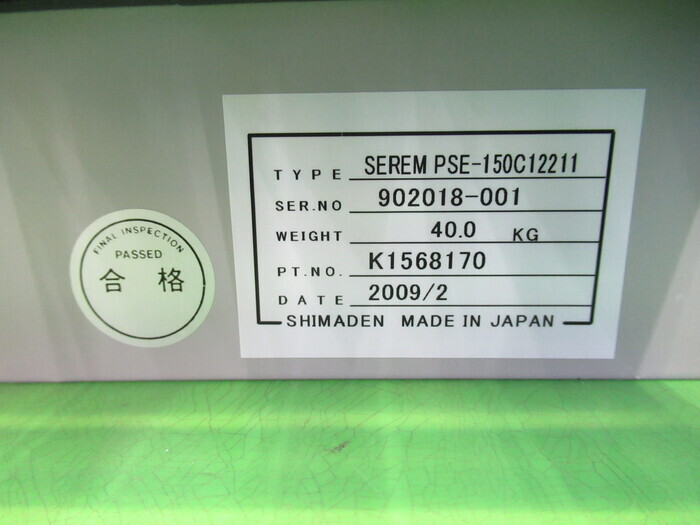 TYPE SEREM PSE-150C12211
SER.NO 902018-001
WEIGHT 40.0 KG
PT.NO. K1568170
DATE 2009/2
SHIMADEN MADE IN JAPAN
FINAL INSPECTION
PASSED
合格